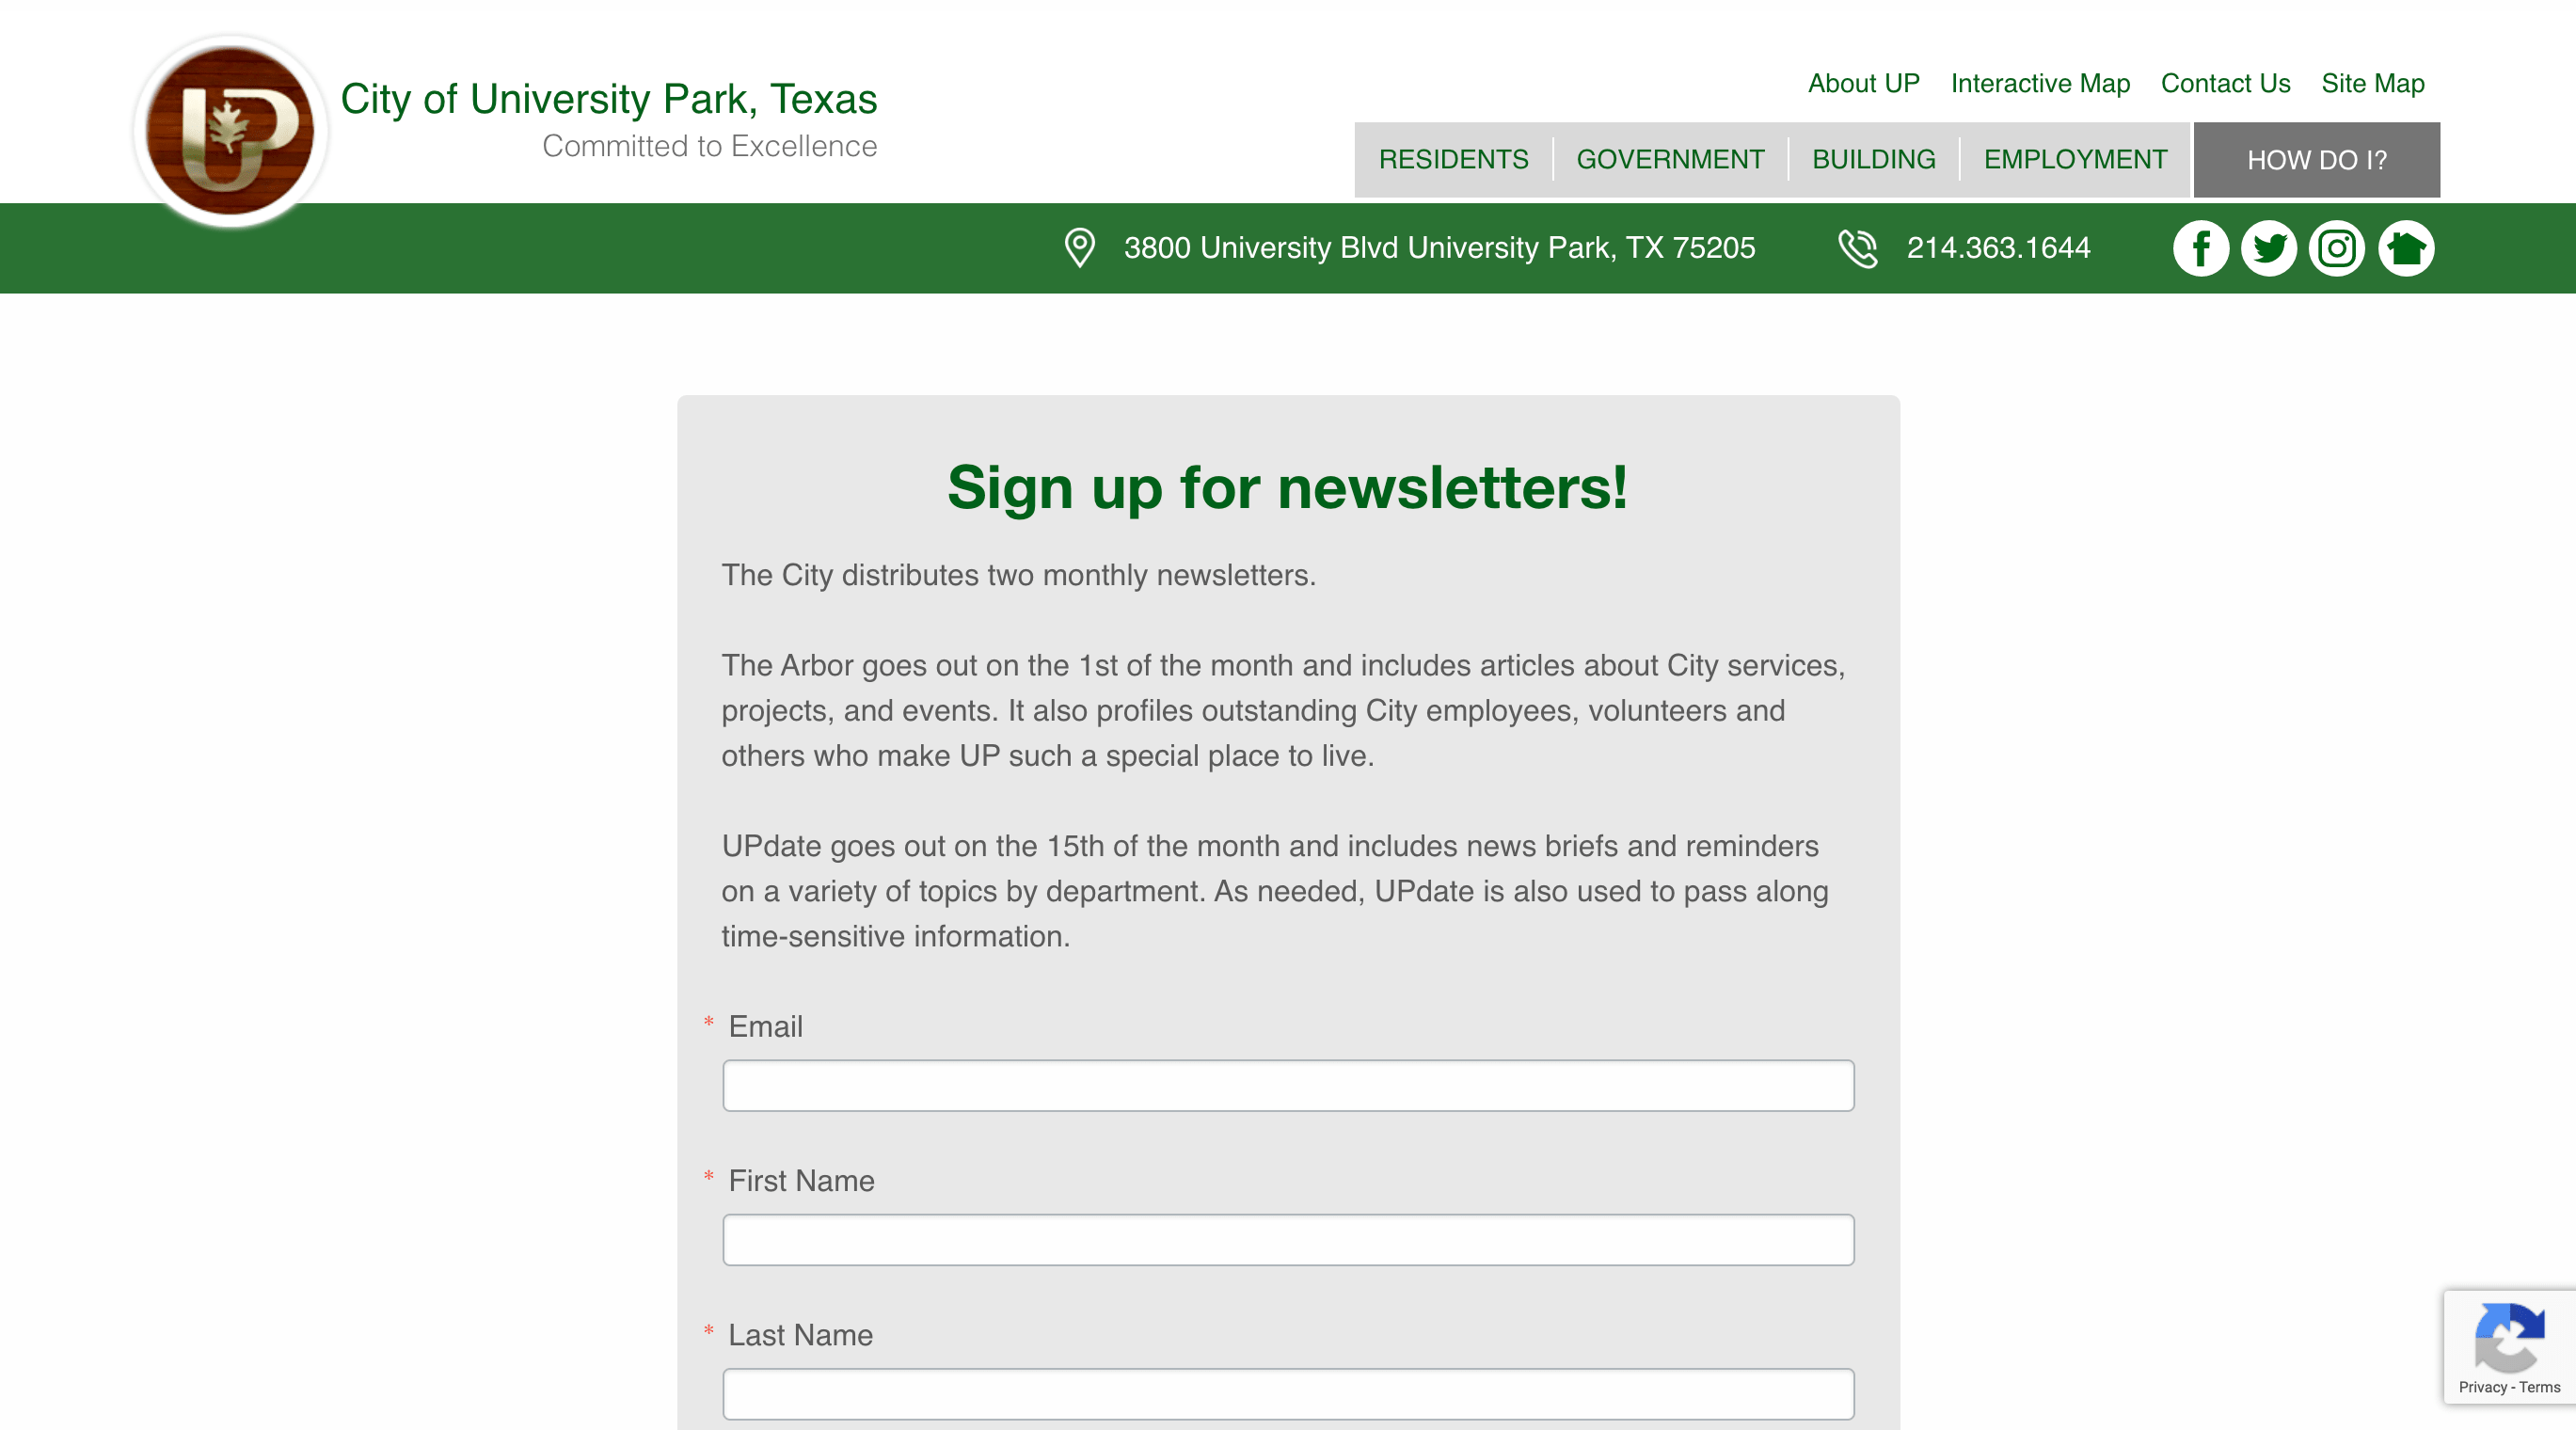 UP
City of University Park, Texas
Committed to Excellence
About UP Interactive Map Contact Us Site Map
RESIDENTS GOVERNMENT BUILDING EMPLOYMENT HOW DO I?
3800 University Blvd University Park, TX 75205 214.363.1644
Sign up for newsletters!
The City distributes two monthly newsletters.
The Arbor goes out on the 1st of the month and includes articles about City services,
projects, and events. It also profiles outstanding City employees, volunteers and
others who make UP such a special place to live.
UPdate goes out on the 15th of the month and includes news briefs and reminders
on a variety of topics by department. As needed, UPdate is also used to pass along
time-sensitive information.
* Email
* First Name
* Last Name
Privacy - Terms